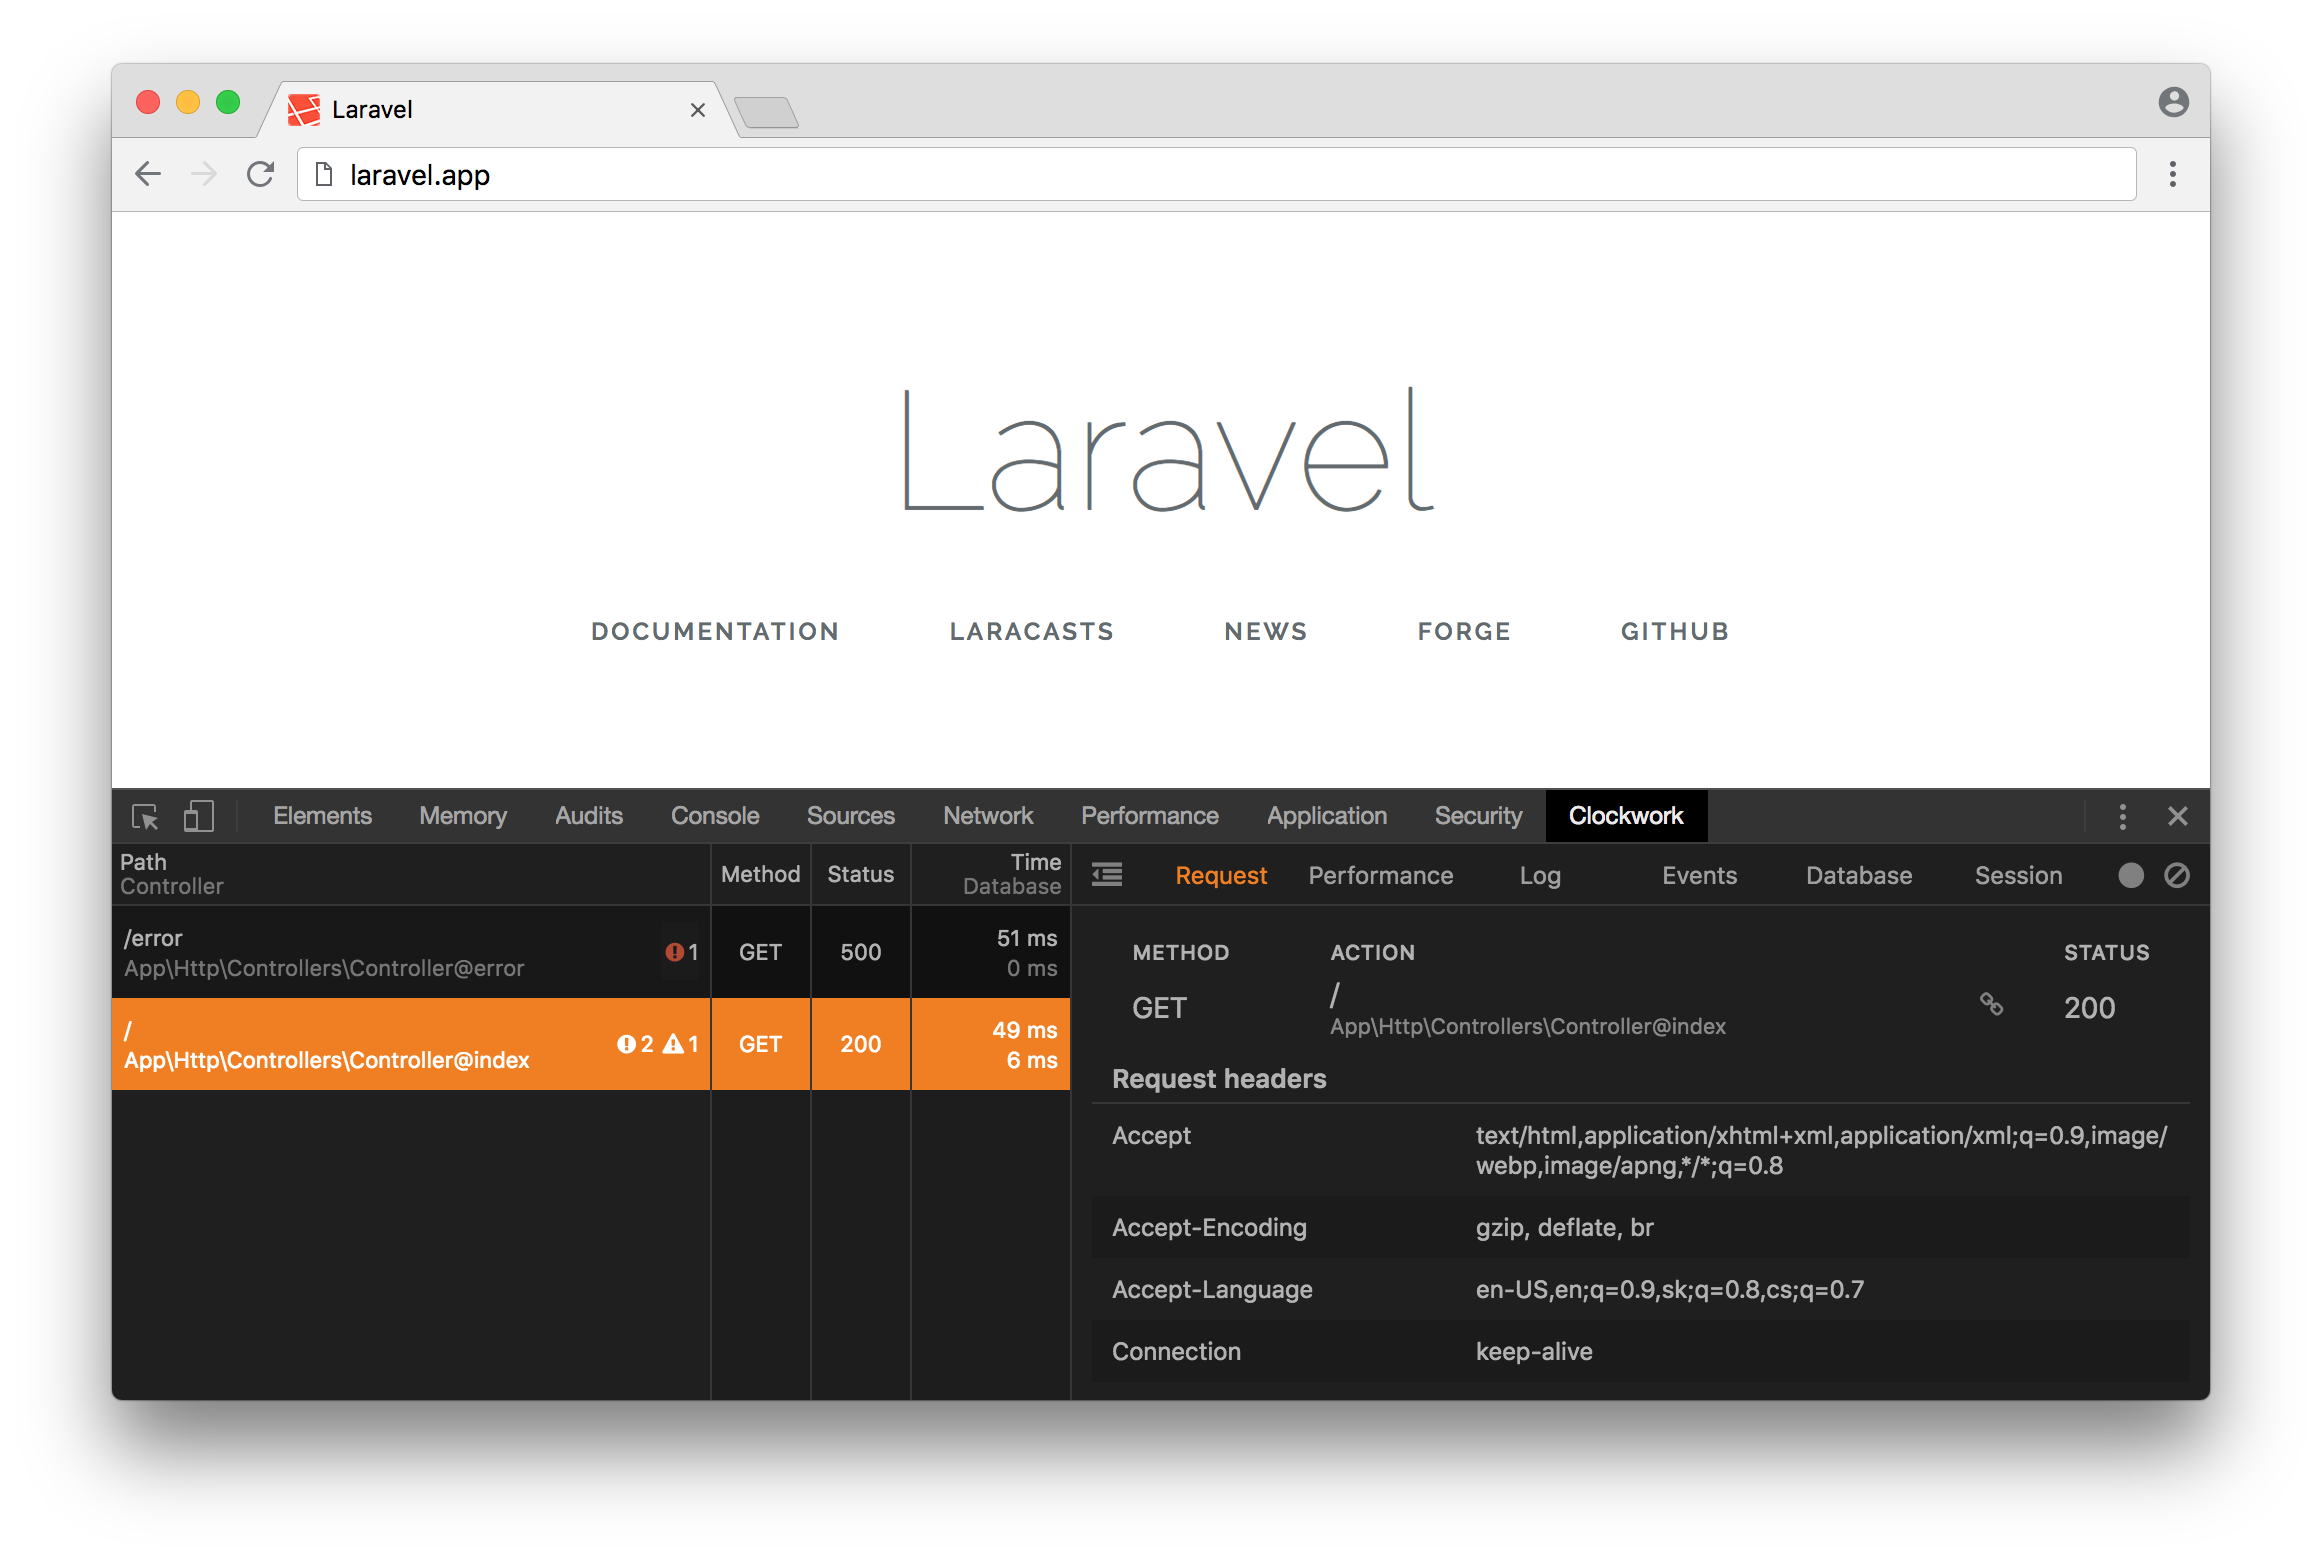 Laravel
laravel.app
Laravel
DOCUMENTATION LARACASTS NEWS FORGE GITHUB
Elements Memory Audits Console Sources Network Performance Application Security Clockwork
Path
Controller
Method Status
Time
Database
Request Performance Log Events Database Session
/error
App\Http\Controllers\Controller@error
1 GET 500
51 ms
0 ms
/
App\Http\Controllers\Controller@index
2 1 GET 200
49 ms
6 ms
METHOD ACTION STATUS
GET
/
App\Http\Controllers\Controller@index
200
Request headers
Accept text/html,application/xhtml+xml,application/xml;q=0.9,image/
webp,image/apng,*/*;q=0.8
Accept-Encoding gzip, deflate, br
Accept-Language en-US,en;q=0.9,sk;q=0.8,cs;q=0.7
Connection keep-alive